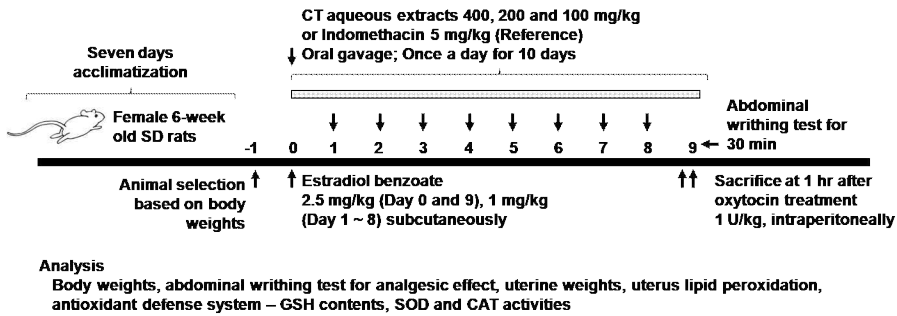 CT aqueous extracts 400, 200 and 100 mg/kg
or Indomethacin 5 mg/kg (Reference)
Oral gavage; Once a day for 10 days
Seven days
acclimatization
Female 6-week
old SD rats
-1 0 1 2 3 4 5 6 7 8 9
Abdominal
writhing test for
30 min
Animal selection
based on body
weights
Estradiol benzoate
2.5 mg/kg (Day 0 and 9), 1 mg/kg
(Day 1 ~ 8) subcutaneously
Sacrifice at 1 hr after
oxytocin treatment
1 U/kg, intraperitoneally
Analysis
Body weights, abdominal writhing test for analgesic effect, uterine weights, uterus lipid peroxidation,
antioxidant defense system – GSH contents, SOD and CAT activities